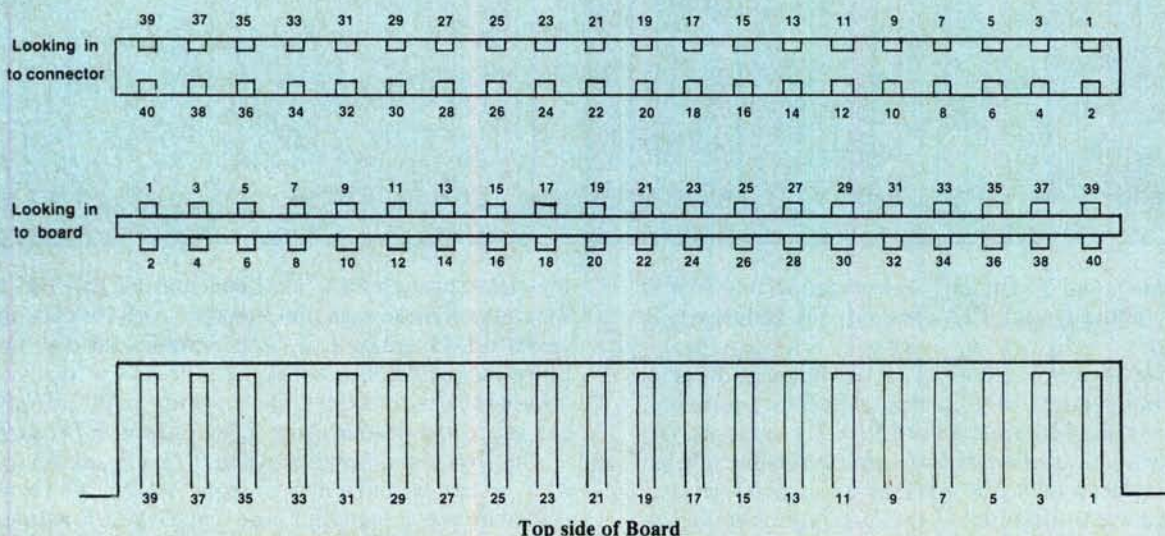 39 37 35 33 31 29 27 25 23 21 19 17 15 13 11 9 7 5 3 1
Looking in
to connector
40 38 36 34 32 30 28 26 24 22 20 18 16 14 12 10 8 6 4 2
1 3 5 7 9 11 13 15 17 19 21 23 25 27 29 31 33 35 37 39
Looking in
to board
2 4 6 8 10 12 14 16 18 20 22 24 26 28 30 32 34 36 38 40
39 37 35 33 31 29 27 25 23 21 19 17 15 13 11 9 7 5 3 1
Top side of Board